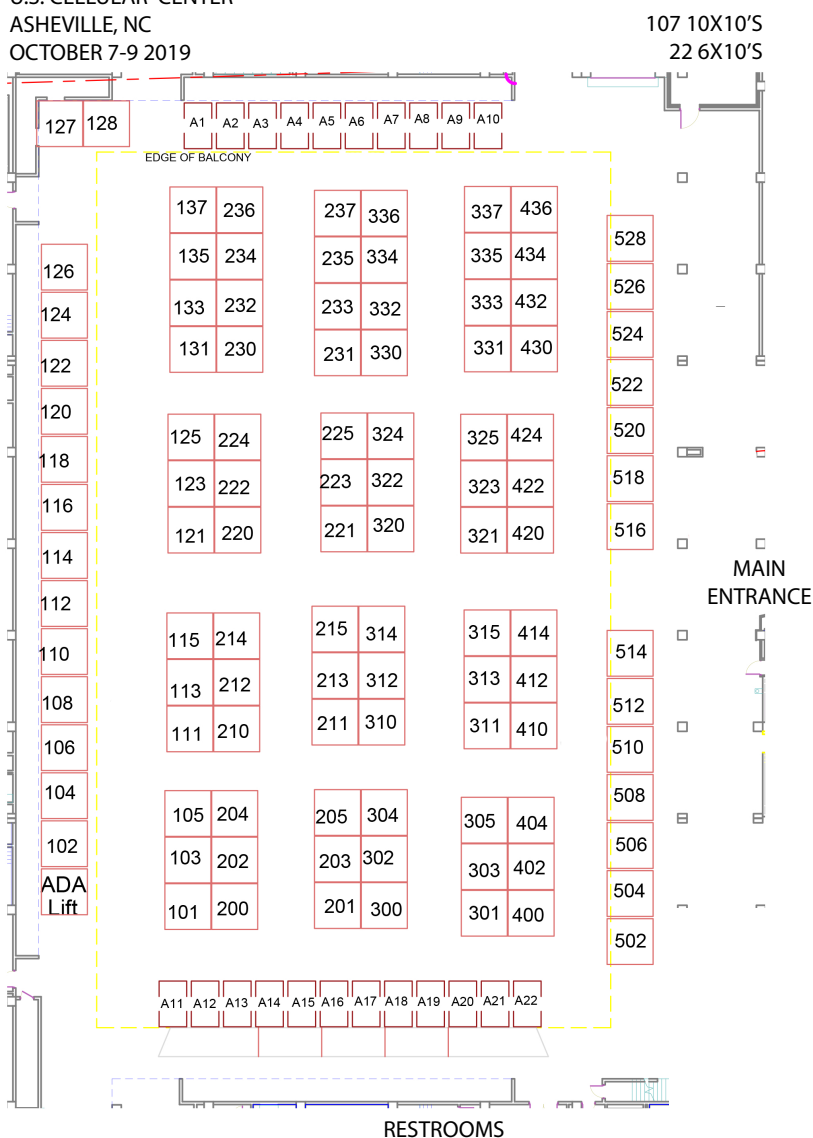 U.S. CELLULAR CENTER
ASHEVILLE, NC
OCTOBER 7-9 2019
107 10X10'S
22 6X10'S
127 128
A1 A2 A3 A4 A5 A6 A7 A8 A9 A10
EDGE OF BALCONY
137 236 237 336 337 436
528
135 234 235 334 335 434
126
526
133 232 233 332 333 432
124
524
131 230 231 330 331 430
122
522
120
520
125 224 225 324 325 424
118
518
123 222 223 322 323 422
116
516
121 220 221 320 321 420
114
MAIN
ENTRANCE
112
115 214 215 314 315 414
110
514
113 212 213 312 313 412
108
512
111 210 211 310 311 410
106
510
104
508
105 204 205 304 305 404
102
506
103 202 203 302 303 402
ADA
Lift
504
101 200 201 300 301 400
502
A11 A12 A13 A14 A15 A16 A17 A18 A19 A20 A21 A22
RESTROOMS